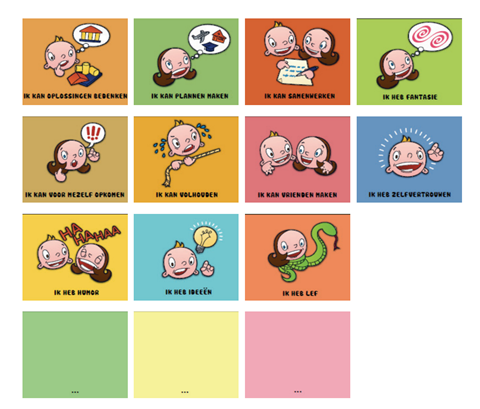 IK KAN OPLOSSINGEN BEDENKEN
IK KAN PLANNEN MAKEN
IK KAN SAMENWERKEN
IK HEB FANTASIE
!!!
IK KAN VOOR MEZELF OPKOMEN
IK KAN VOLHOUDEN
IK KAN VRIENDEN MAKEN
IK HEB ZELFVERTROUWEN
HA
HAHAA
IK HEB HUMOR
IK HEB IDEEËN
IK HEB LEF
...
...
...